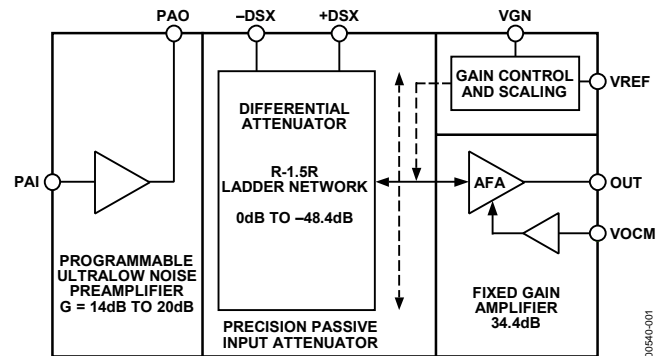 PAO
–DSX
+DSX
VGN
PAI
PROGRAMMABLE
ULTRALOW NOISE
PREAMPLIFIER
G = 14dB TO 20dB
DIFFERENTIAL
ATTENUATOR
R-1.5R
LADDER NETWORK
0dB TO –48.4dB
PRECISION PASSIVE
INPUT ATTENUATOR
GAIN CONTROL
AND SCALING
VREF
AFA
OUT
VOCM
FIXED GAIN
AMPLIFIER
34.4dB
00540-001